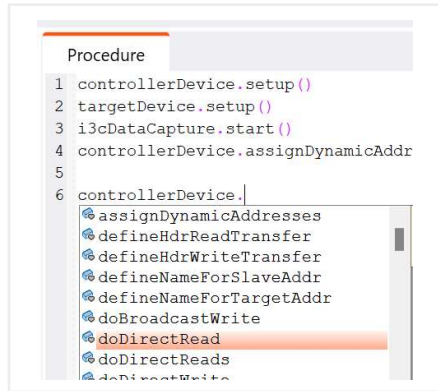 Procedure
1 controllerDevice.setup()
2 targetDevice.setup()
3 i3cDataCapture.start()
4 controllerDevice.assignDynamicAddr
5
6 controllerDevice.
assignDynamicAddresses
defineHdrReadTransfer
defineHdrWriteTransfer
defineNameForSlaveAddr
defineNameForTargetAddr
doBroadcastWrite
doDirectRead
doDirectReads
doDirectWrite